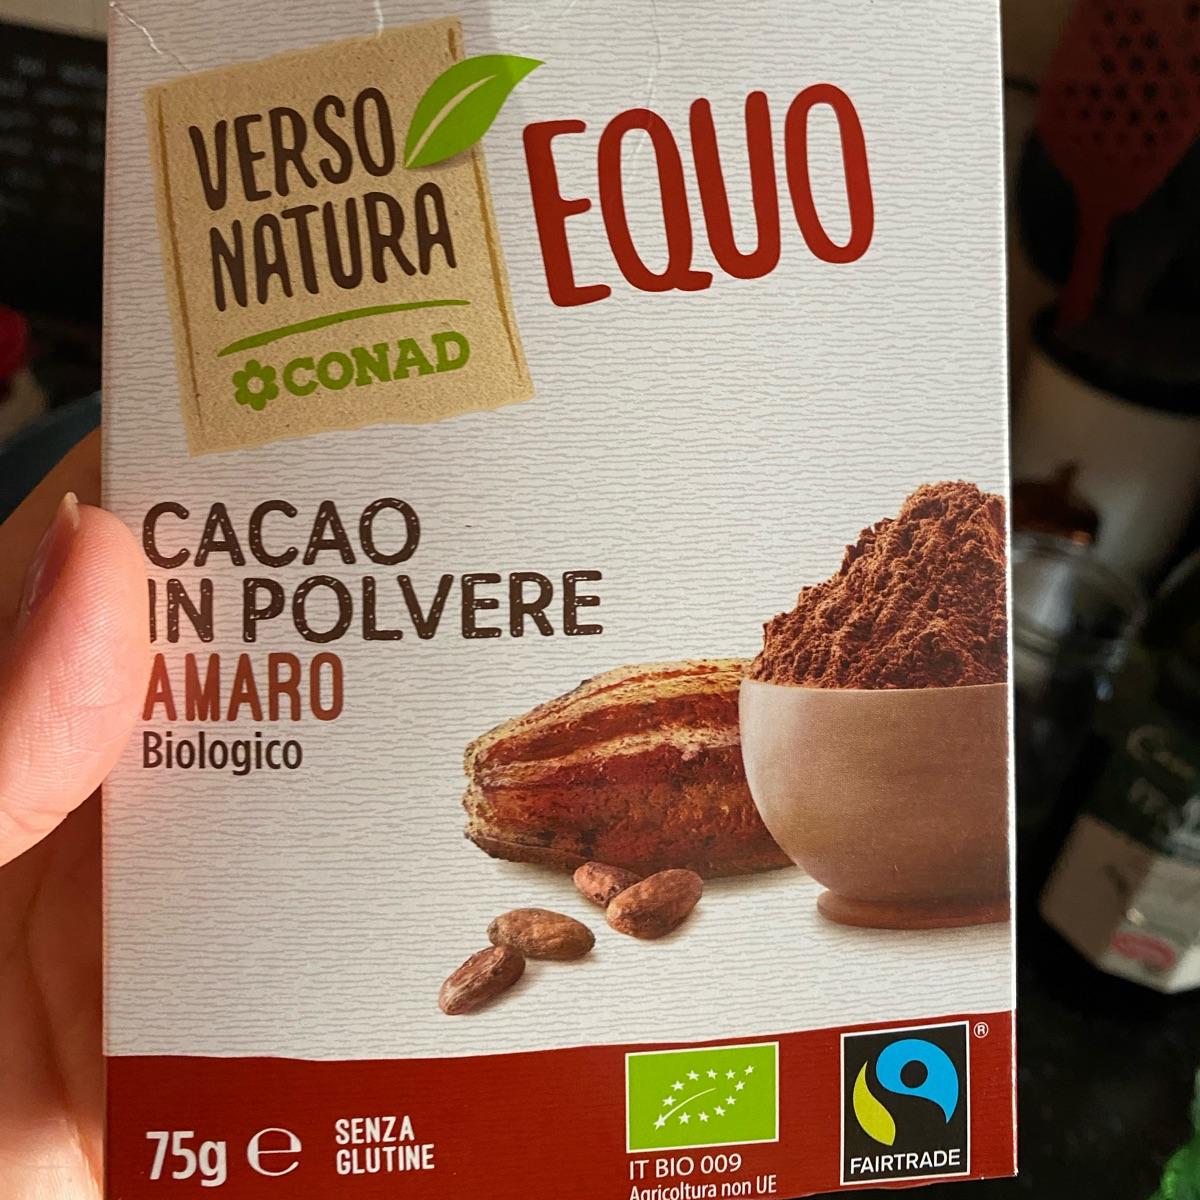 VERSO
NATURA
CONAD
EQUO
CACAO
IN POLVERE
AMARO
Biologico
75g e
SENZA
GLUTINE
IT BIO 009
Agricoltura non UE
FAIRTRADE
®